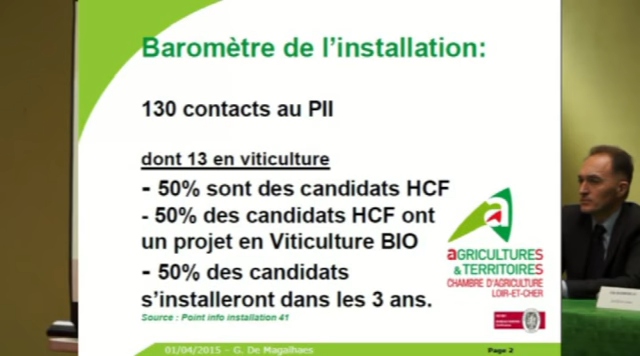 Baromètre de l'installation:
130 contacts au PII
dont 13 en viticulture
- 50% sont des candidats HCF
- 50% des candidats HCF ont
un projet en Viticulture BIO
- 50% des candidats
s'installeront dans les 3 ans.
Source : Point info installation 41
a
AGRICULTURES
& TERRITOIRES
CHAMBRE D'AGRICULTURE
LOIR-ET-CHER
01/04/2015 – G. De Magalhaes
Page 2